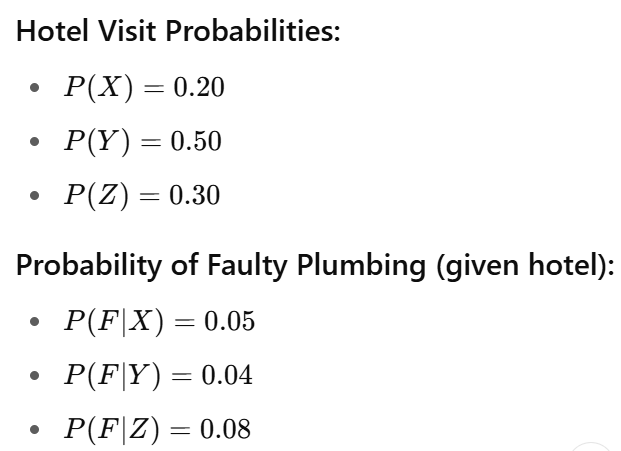 Hotel Visit Probabilities:
• P(X) = 0.20
• P(Y) = 0.50
• P(Z) = 0.30
Probability of Faulty Plumbing (given hotel):
• P(F|X) = 0.05
• P(F|Y) = 0.04
• P(F|Z) = 0.08